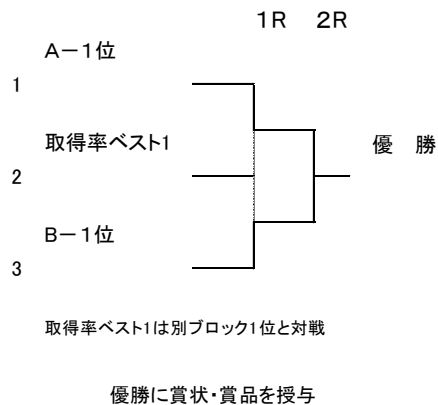 １R　２R
A－１位
1
取得率ベスト1
優　勝
2
B－１位
3
取得率ベスト1は別ブロック1位と対戦
優勝に賞状・賞品を授与